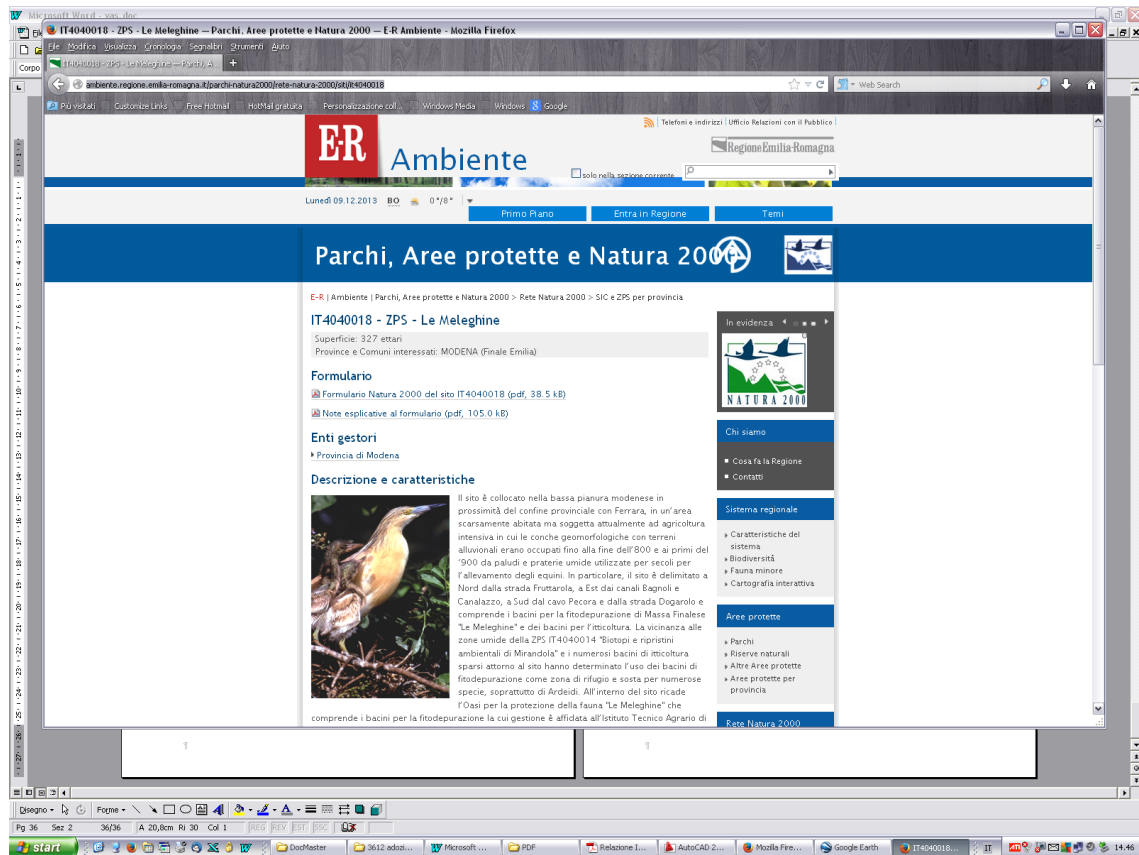 Microsoft Word - vas.doc
IT4040018 - ZPS - Le Meleghine — Parchi, Aree protette e Natura 2000 — E-R Ambiente - Mozilla Firefox
File Modifica Visualizza Cronologia Segnalibri Strumenti Aiuto
IT4040018 - ZPS - Le Meleghine — Parchi, A...
ambiente.regione.emilia-romagna.it/parchi-natura2000/rete-natura-2000/siti/it4040018
Web Search
Più visitati Customize Links Free Hotmail HotMail gratuita Personalizzazione coll... Windows Media Windows Google
Corpo
Telefoni e indirizzi | Ufficio Relazioni con il Pubblico
E-R Ambiente
RegioneEmilia-Romagna
solo nella sezione corrente
Lunedì 09.12.2013 BO 0°/8°
Primo Piano Entra in Regione Temi
Parchi, Aree protette e Natura 2000
E-R | Ambiente | Parchi, Aree protette e Natura 2000 > Rete Natura 2000 > SIC e ZPS per provincia
IT4040018 - ZPS - Le Meleghine
Superficie: 327 ettari
Province e Comuni interessati: MODENA (Finale Emilia)
Formulario
Formulario Natura 2000 del sito IT4040018 (pdf, 38.5 kB)
Note esplicative al formulario (pdf, 105.0 kB)
Enti gestori
Provincia di Modena
Descrizione e caratteristiche
Il sito è collocato nella bassa pianura modenese in
prossimità del confine provinciale con Ferrara, in un'area
scarsamente abitata ma soggetta attualmente ad agricoltura
intensiva in cui le conche geomorfologiche con terreni
alluvionali erano occupati fino alla fine dell'800 e ai primi del
'900 da paludi e praterie umide utilizzate per secoli per
l'allevamento degli equini. In particolare, il sito è delimitato a
Nord dalla strada Fruttarola, a Est dai canali Bagnoli e
Canalazzo, a Sud dal cavo Pecora e dalla strada Dogarolo e
comprende i bacini per la fitodepurazione di Massa Finalese
"Le Meleghine" e dei bacini per l'itticoltura. La vicinanza alle
zone umide della ZPS IT4040014 "Biotopi e ripristini
ambientali di Mirandola" e i numerosi bacini di itticoltura
sparsi attorno al sito hanno determinato l'uso dei bacini di
fitodepurazione come zona di rifugio e sosta per numerose
specie, soprattutto di Ardeidi. All'interno del sito ricade
l'Oasi per la protezione della fauna "Le Meleghine" che
comprende i bacini per la fitodepurazione la cui gestione è affidata all'Istituto Tecnico Agrario di
In evidenza
NATURA 2000
Chi siamo
Cosa fa la Regione
Contatti
Sistema regionale
Caratteristiche del
sistema
Biodiversità
Fauna minore
Cartografia interattiva
Aree protette
Parchi
Riserve naturali
Altre Aree protette
Aree protette per
provincia
Rete Natura 2000
Disegno Forme
Pg 36 Sez 2 36/36 A 20,8cm Ri 30 Col 1 REG REV EST SSC
start DocMaster 3612 adozi... Microsoft ... PDF Relazione I... AutoCAD 2... Mozilla Fire... Google Earth IT4040018... IT 14.46